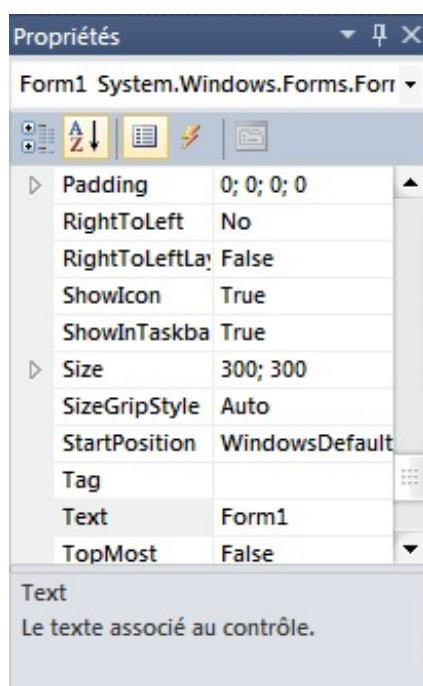 Propriétés
Form1 System.Windows.Forms.Forr
A Z
Padding 0; 0; 0; 0
RightToLeft No
RightToLeftLay False
ShowIcon True
ShowInTaskba True
Size 300; 300
SizeGripStyle Auto
StartPosition WindowsDefault
Tag
Text Form1
TopMost False
Text
Le texte associé au contrôle.